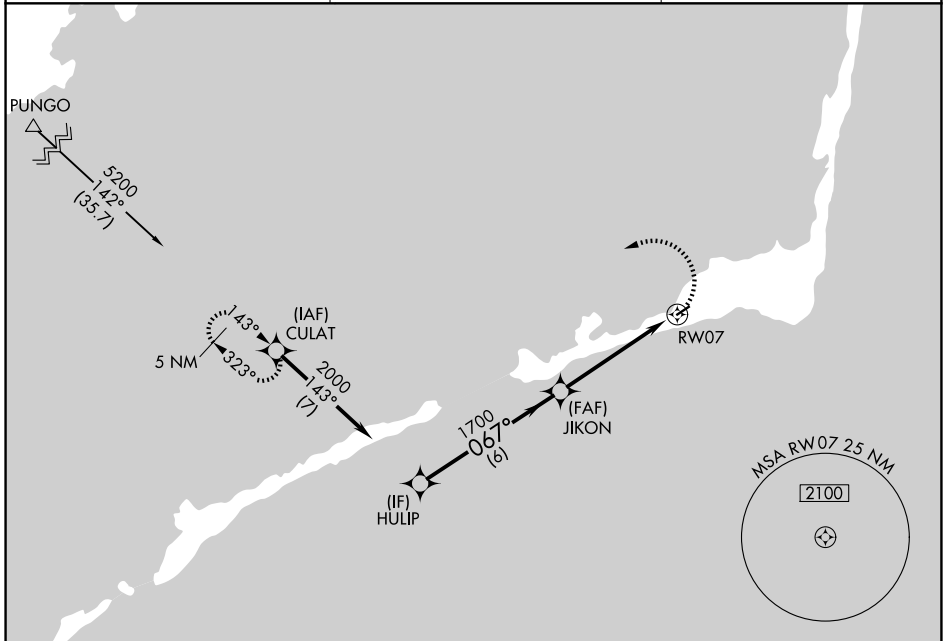 PUNGO
5200
142°
(35.7)
143°
(IAF)
CULAT
5 NM
323°
2000
143°
(7)
RW07
(FAF)
JIKON
1700
067°
(6)
(IF)
HULIP
MSA RW07 25 NM
2100